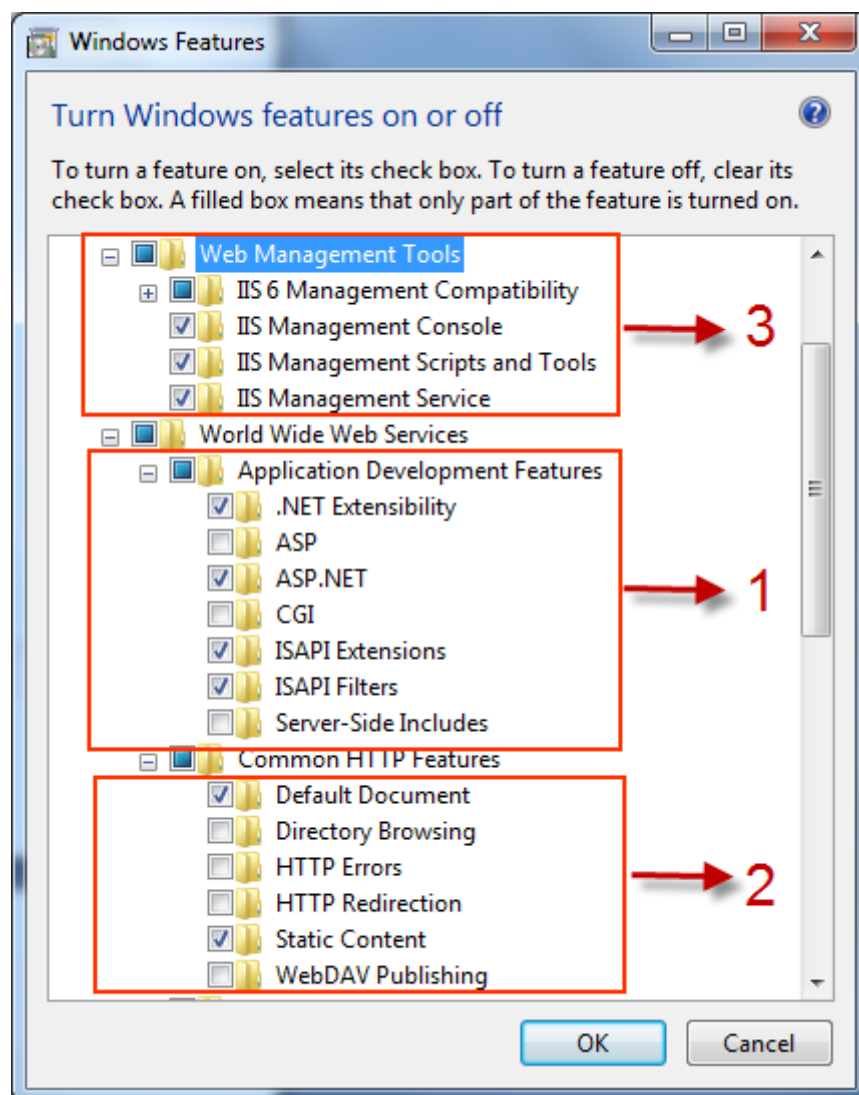 Windows Features
Turn Windows features on or off
To turn a feature on, select its check box. To turn a feature off, clear its
check box. A filled box means that only part of the feature is turned on.
Web Management Tools
IIS 6 Management Compatibility
IIS Management Console
3
IIS Management Scripts and Tools
IIS Management Service
World Wide Web Services
Application Development Features
.NET Extensibility
ASP
ASP.NET
1
CGI
ISAPI Extensions
ISAPI Filters
Server-Side Includes
Common HTTP Features
Default Document
Directory Browsing
HTTP Errors
2
HTTP Redirection
Static Content
WebDAV Publishing
OK Cancel